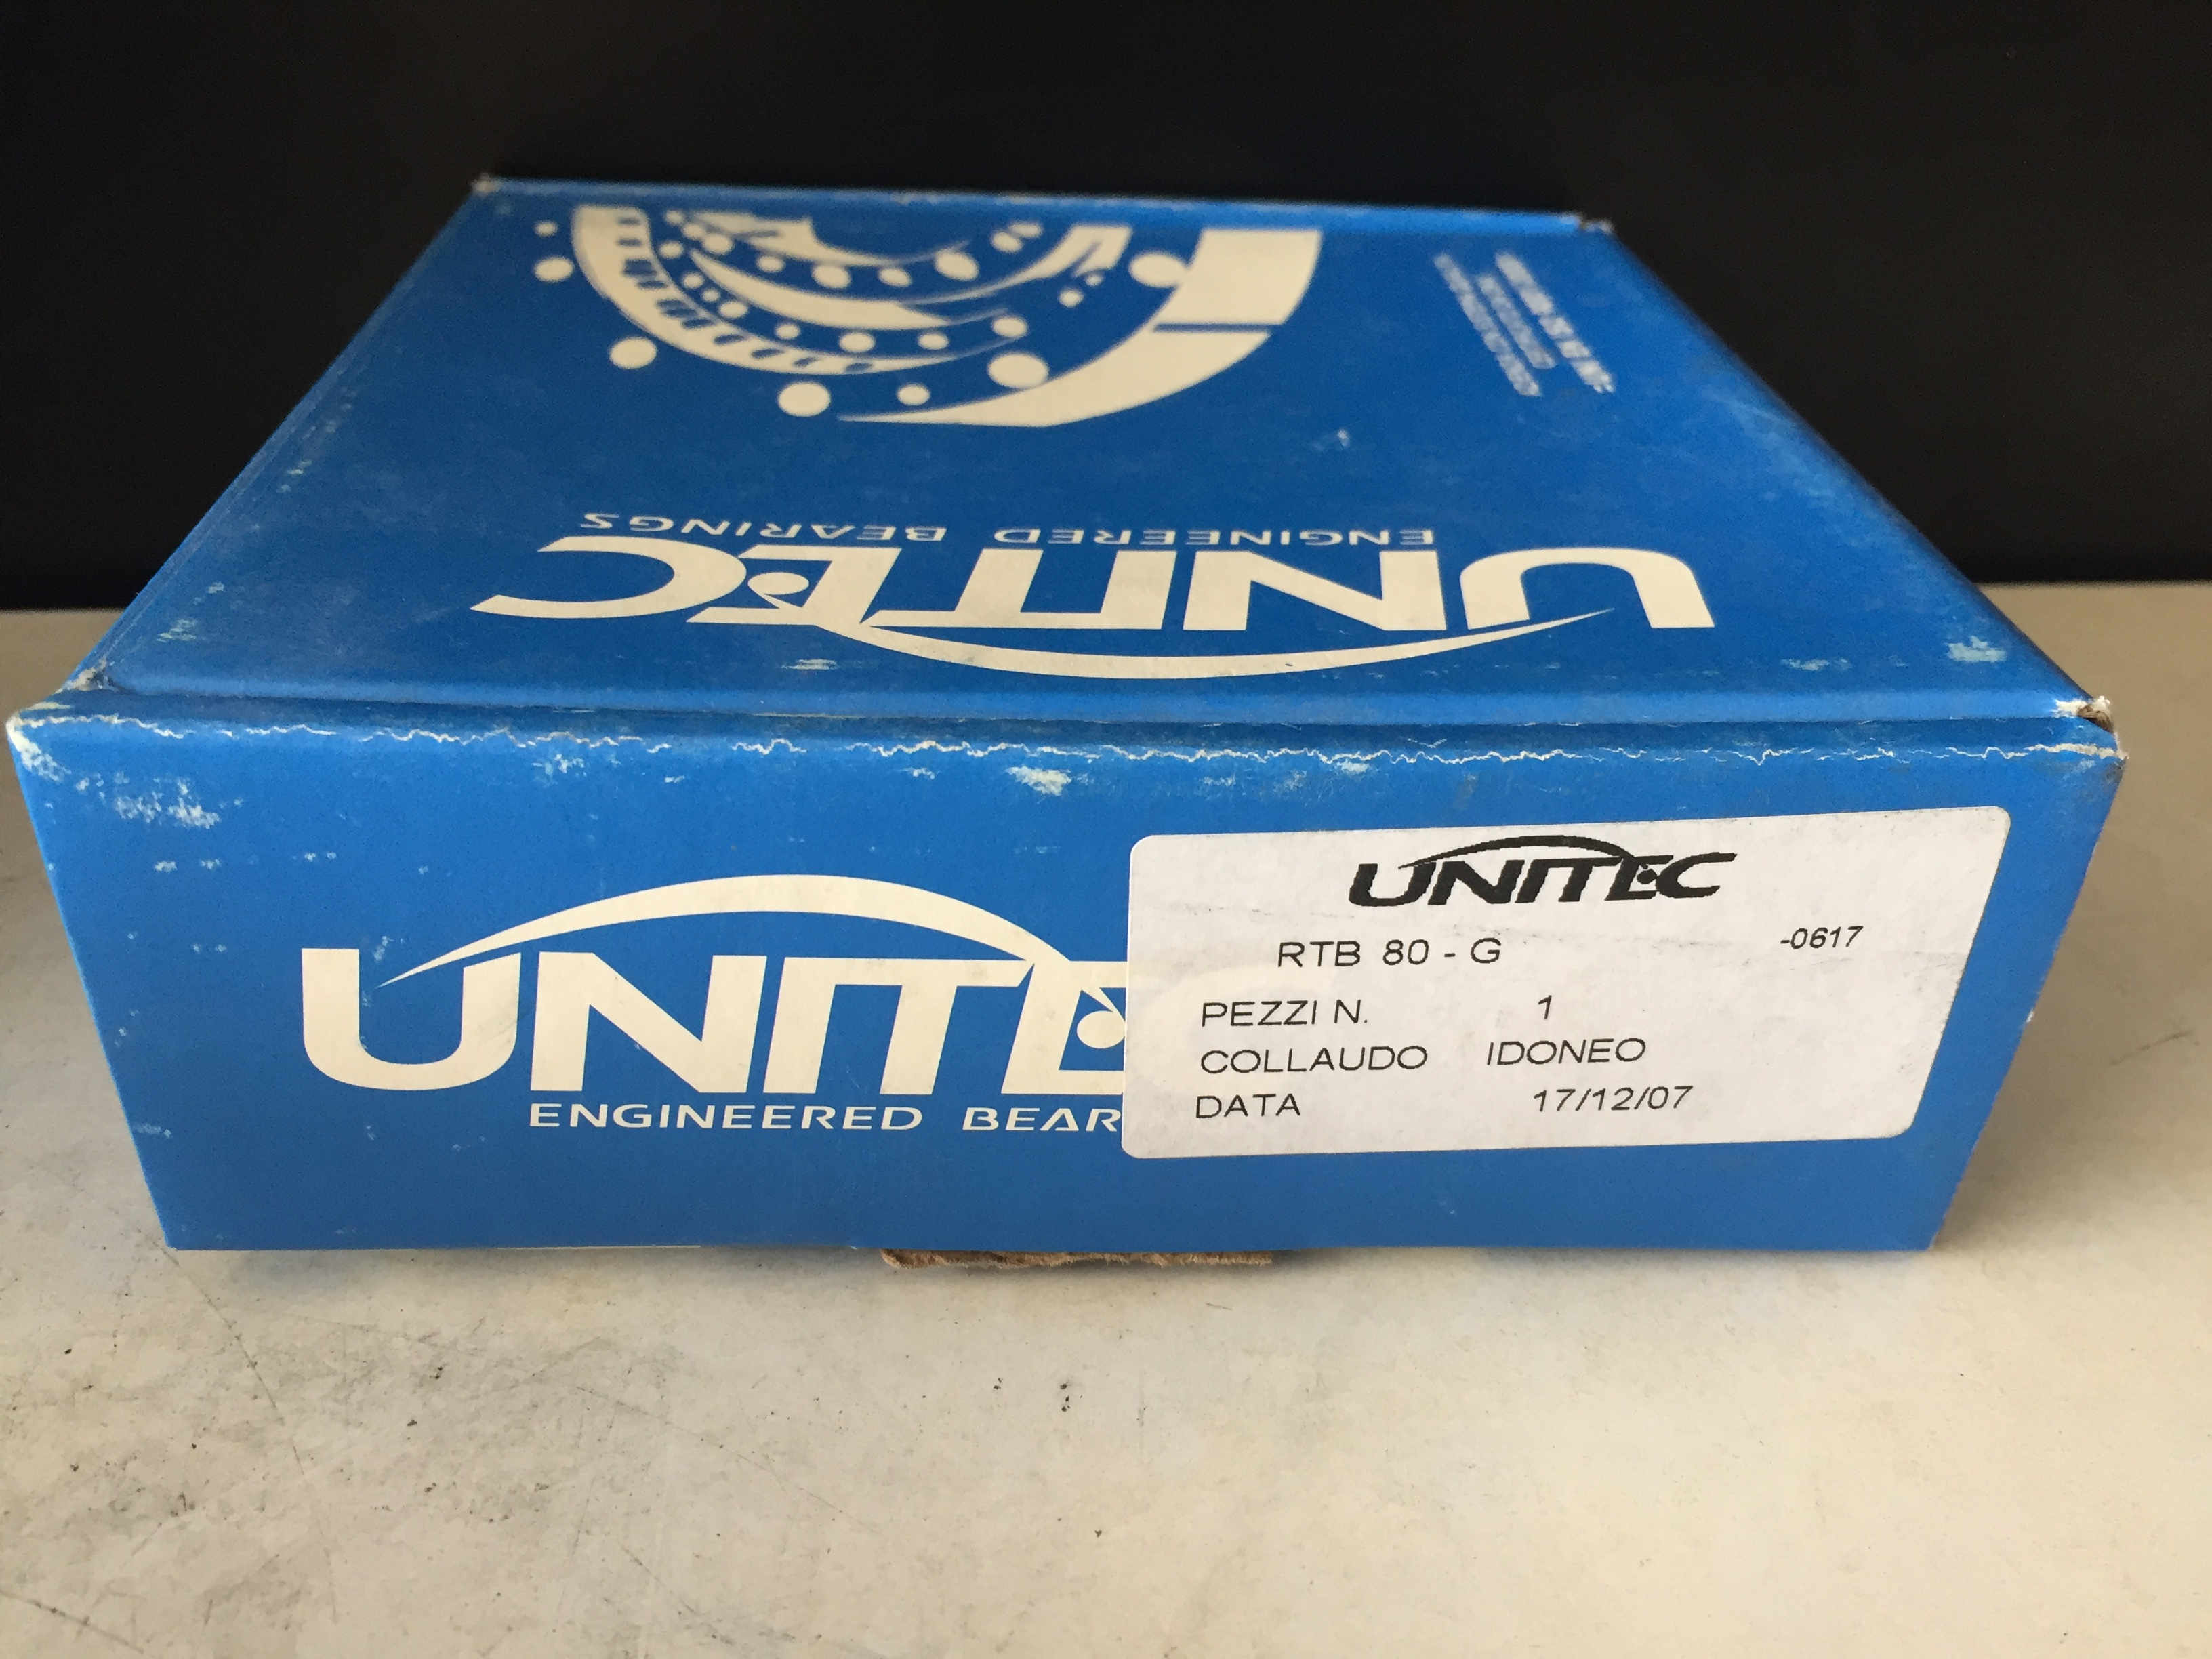 ENGINEERED BEARINGS
UNITEC
UNITEC
ENGINEERED BEAR
UNITEC
RTB 80 - G -0617
PEZZI N. 1
COLLAUDO IDONEO
DATA 17/12/07